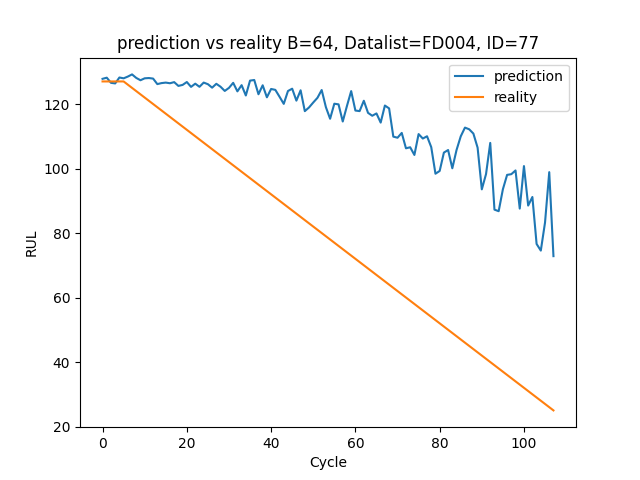 prediction vs reality B=64, Datalist=FD004, ID=77
prediction
reality
RUL
120
100
80
60
40
20
0 20 40 60 80 100
Cycle